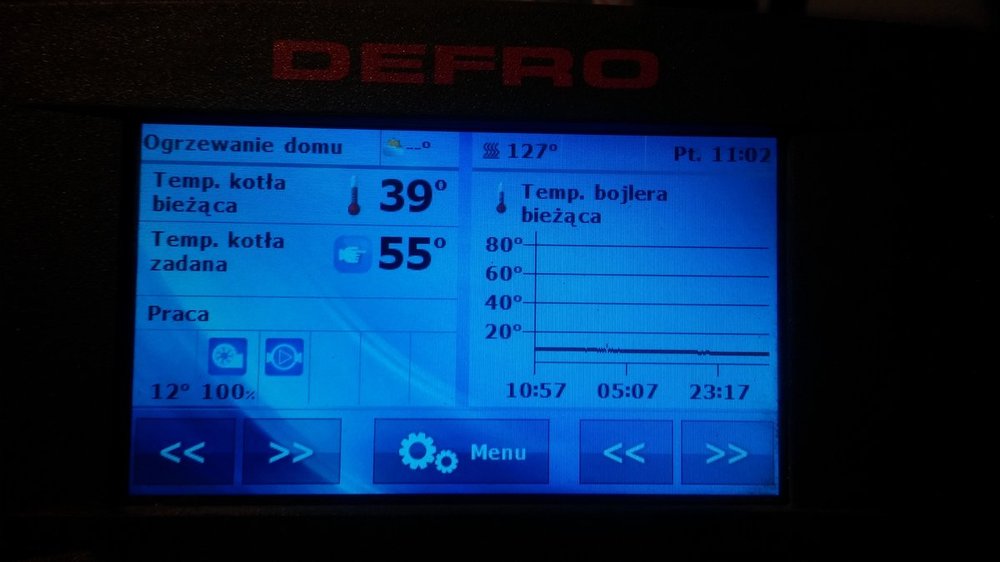 DEFRO
Ogrzewanie domu
--°
127°
Pt. 11:02
Temp. kotła
bieżąca
39°
Temp. kotła
zadana
55°
Praca
12° 100%
Temp. bojlera
bieżąca
80°
60°
40°
20°
10:57 05:07 23:17
<< >> Menu << >>